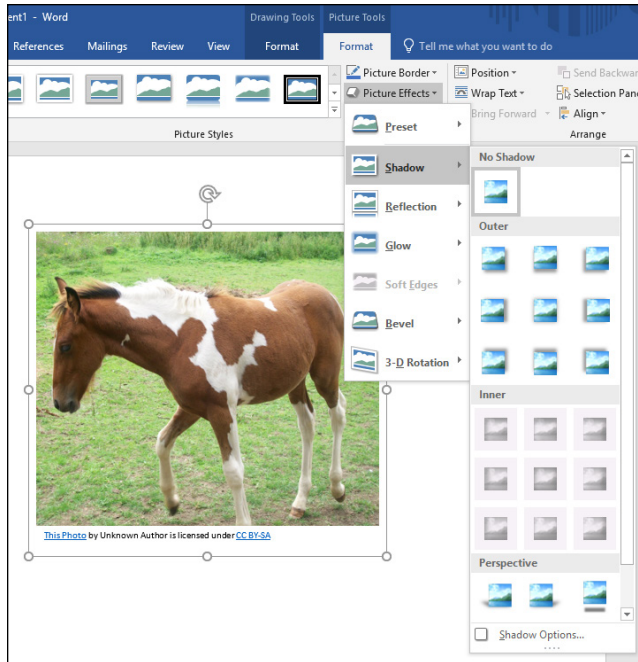 ent1 - Word
Drawing Tools
Picture Tools
References Mailings Review View Format Format Tell me what you want to do
Picture Border
Picture Effects
Position
Wrap Text
Bring Forward
Send Backwar
Selection Pane
Align
Picture Styles
Arrange
Preset
Shadow
Reflection
Glow
Soft Edges
Bevel
3-D Rotation
No Shadow
Outer
Inner
Perspective
Shadow Options...
This Photo by Unknown Author is licensed under CC BY-SA